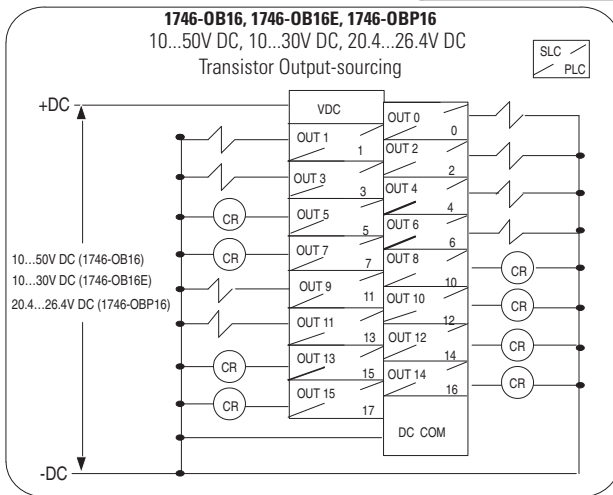 1746-OB16, 1746-OB16E, 1746-OBP16
10...50V DC, 10...30V DC, 20.4...26.4V DC
Transistor Output-sourcing
SLC
PLC
+DC
VDC
OUT 0
0
OUT 1
1
OUT 2
2
OUT 3
3
OUT 4
4
OUT 5
5
CR
OUT 6
6
OUT 7
7
CR
OUT 8
10
CR
10...50V DC (1746-OB16)
10...30V DC (1746-OB16E)
20.4...26.4V DC (1746-OBP16)
OUT 9
11
OUT 10
12
CR
OUT 11
13
OUT 12
14
CR
OUT 13
15
CR
OUT 14
16
CR
OUT 15
17
CR
DC COM
-DC